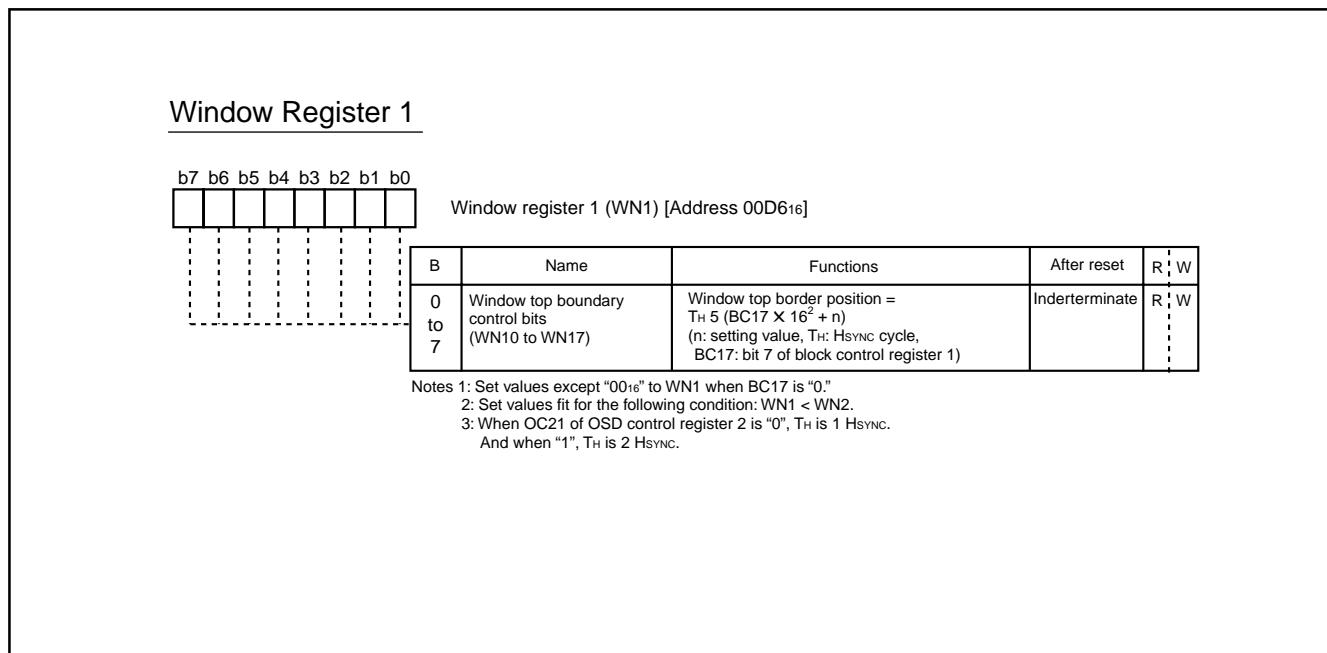 Window Register 1
b7 b6 b5 b4 b3 b2 b1 b0
Window register 1 (WN1) [Address 00D6₁₆]
B Name Functions After reset R W
0 to 7
Window top boundary
control bits
(WN10 to WN17)
Window top border position =
TH 5 (BC17 X 16² + n)
(n: setting value, TH: HSYNC cycle,
BC17: bit 7 of block control register 1)
Inderterminate R W
Notes 1: Set values except “00₁₆” to WN1 when BC17 is “0.”
2: Set values fit for the following condition: WN1 < WN2.
3: When OC21 of OSD control register 2 is “0”, TH is 1 HSYNC.
And when “1”, TH is 2 HSYNC.